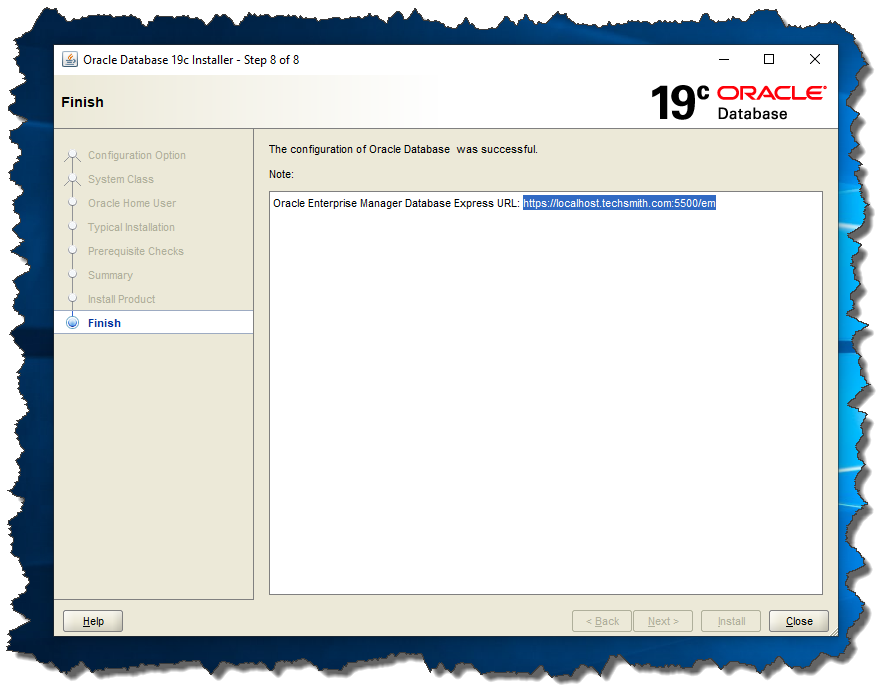 Oracle Database 19c Installer - Step 8 of 8
Finish
19c ORACLE
Database
Configuration Option
System Class
Oracle Home User
Typical Installation
Prerequisite Checks
Summary
Install Product
Finish
The configuration of Oracle Database  was successful.
Note:
Oracle Enterprise Manager Database Express URL: https://localhost.techsmith.com:5500/em
Help
< Back
Next >
Install
Close